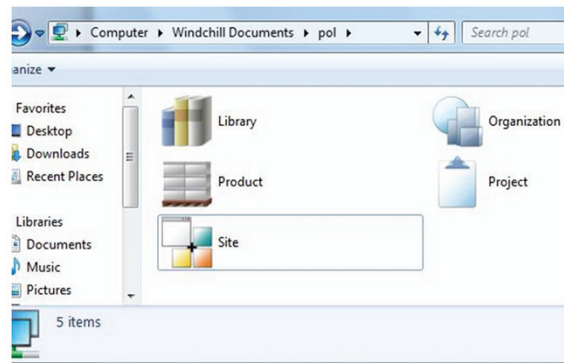 Computer ▸ Windchill Documents ▸ pol ▸
Search pol
anize ▾
Favorites
Desktop
Downloads
Recent Places
Libraries
Documents
Music
Pictures
Library
Organization
Product
Project
Site
5 items